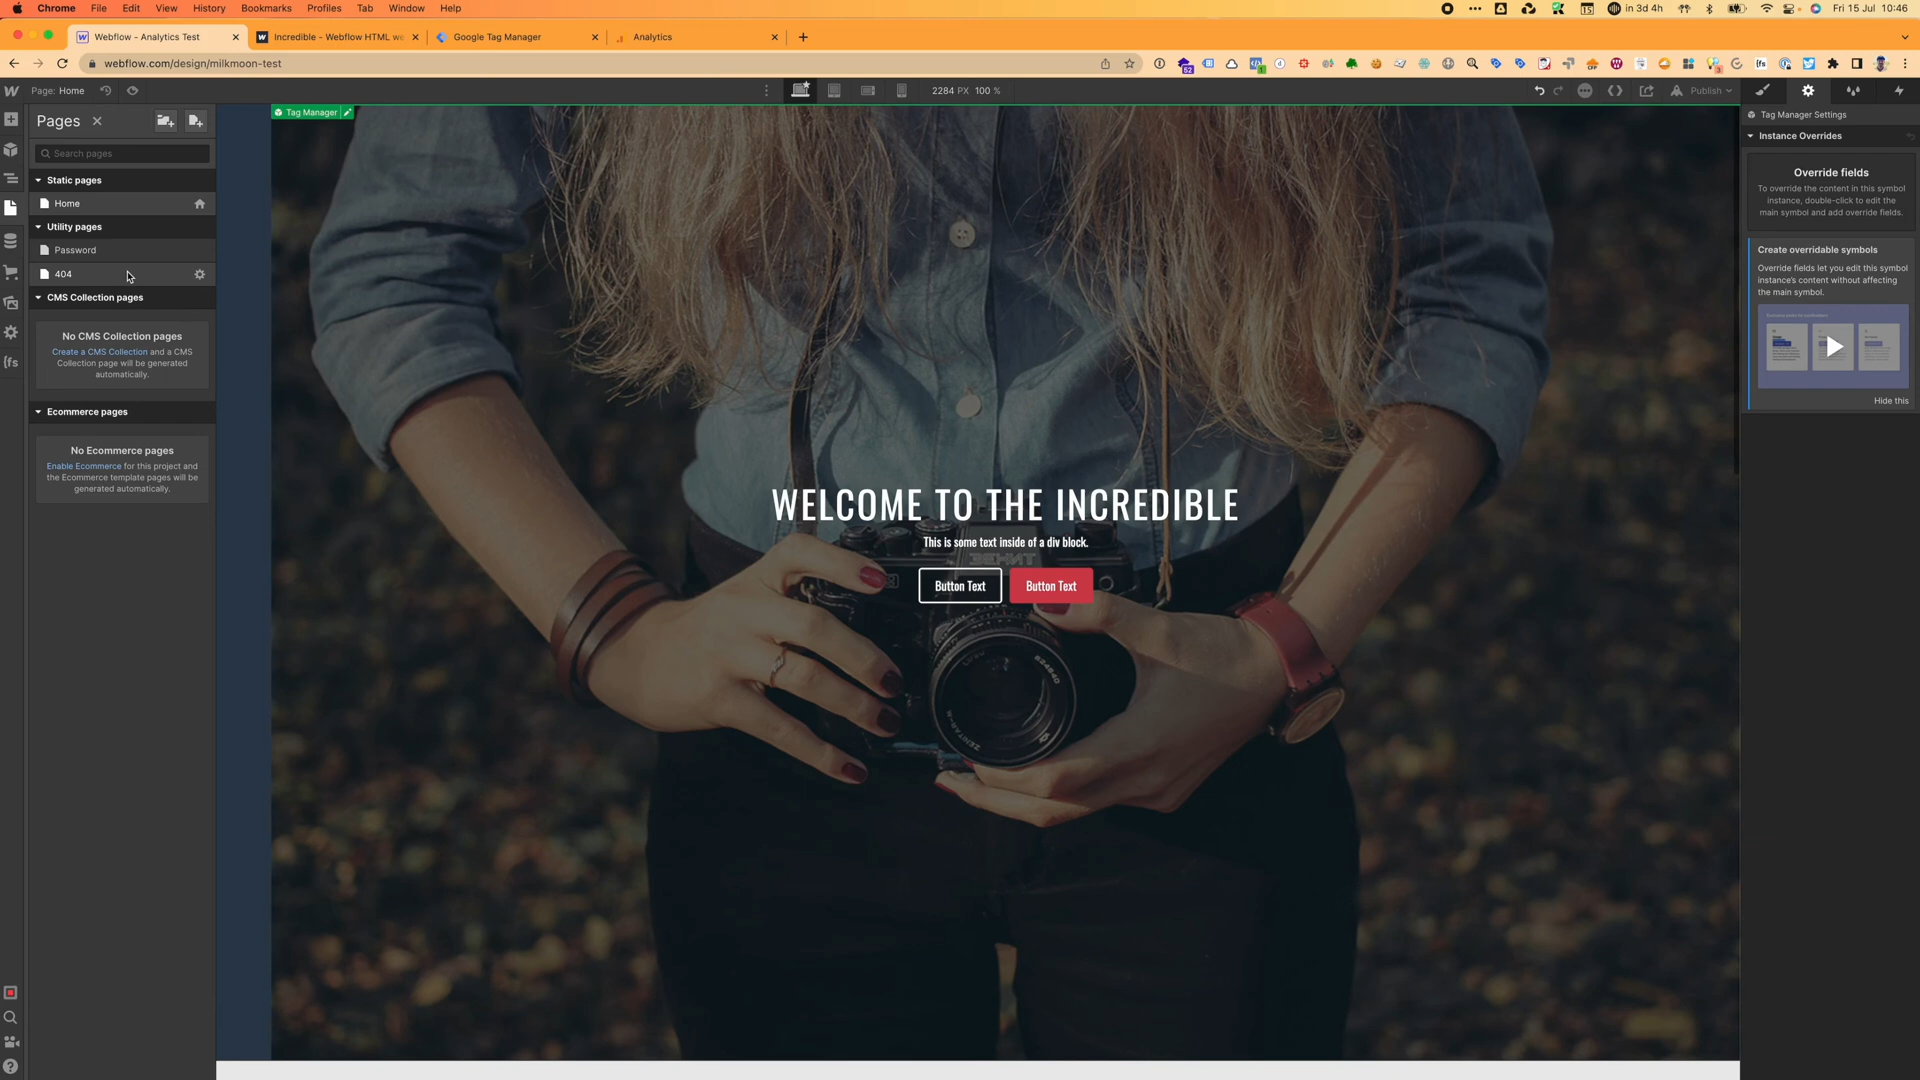 Chrome File Edit View History Bookmarks Profiles Tab Window Help
in 3d 4h
Fri 15 Jul 10:46
Webflow - Analytics Test
Incredible - Webflow HTML we
Google Tag Manager
Analytics
webflow.com/design/milkmoon-test
Page: Home
2284 PX 100 %
Publish
Pages
Search pages
Static pages
Home
Utility pages
Password
404
CMS Collection pages
No CMS Collection pages
Create a CMS Collection and a CMS
Collection page will be generated
automatically.
Ecommerce pages
No Ecommerce pages
Enable Ecommerce for this project and
the Ecommerce template pages will be
generated automatically.
Tag Manager
WELCOME TO THE INCREDIBLE
This is some text inside of a div block.
Button Text
Button Text
Tag Manager Settings
Instance Overrides
Override fields
To override the content in this symbol
instance, double-click to edit the
main symbol and add override fields.
Create overridable symbols
Override fields let you edit this symbol
instance's content without affecting
the main symbol.
Hide this